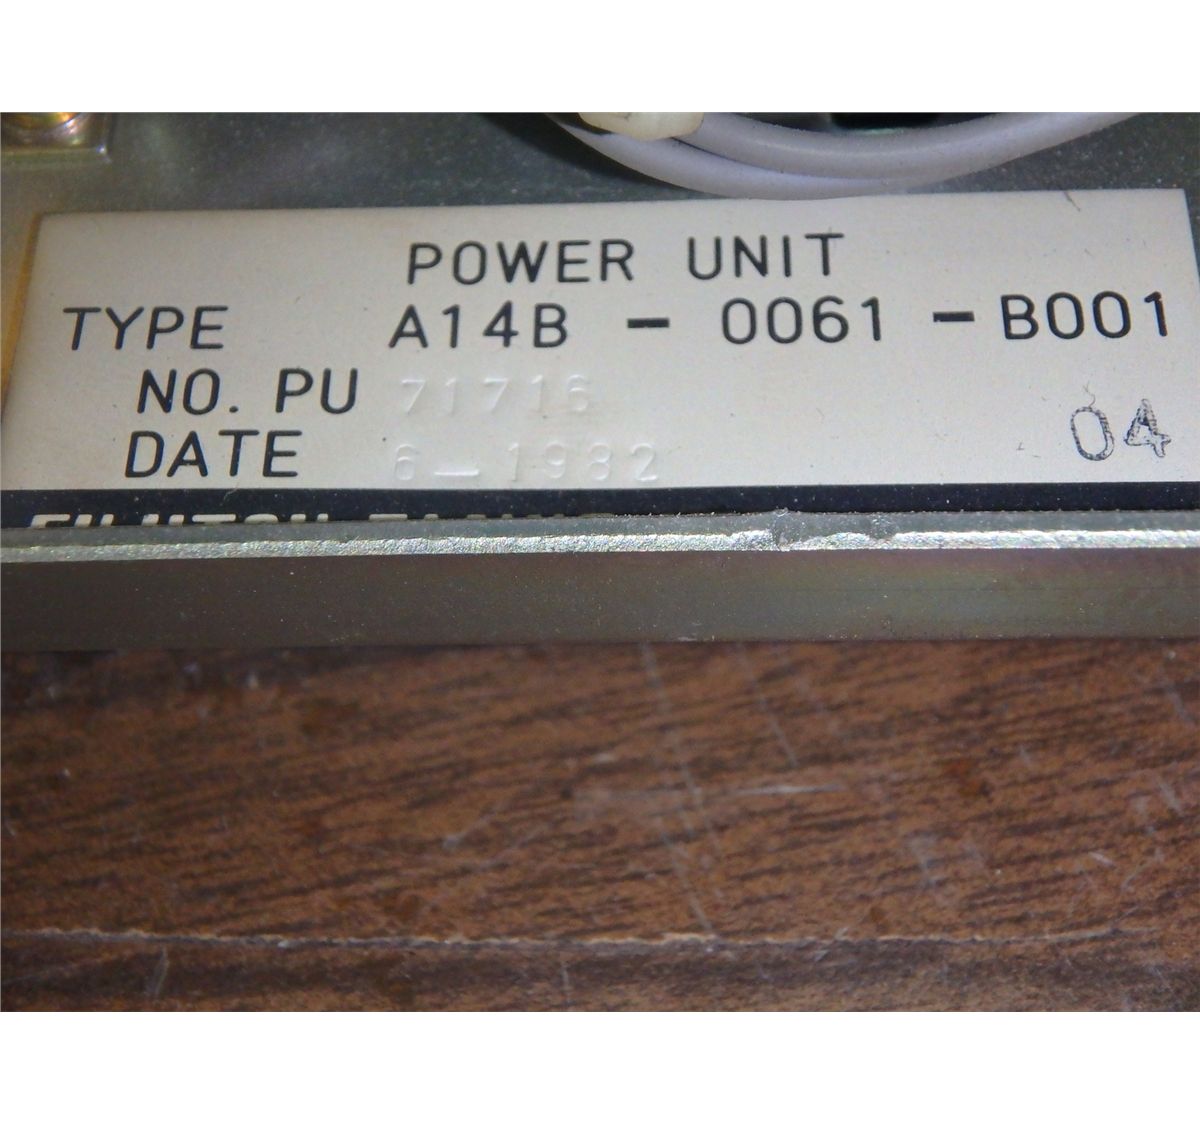 POWER UNIT
TYPE A14B - 0061 - B001
NO. PU 71716
DATE 6-1982
04